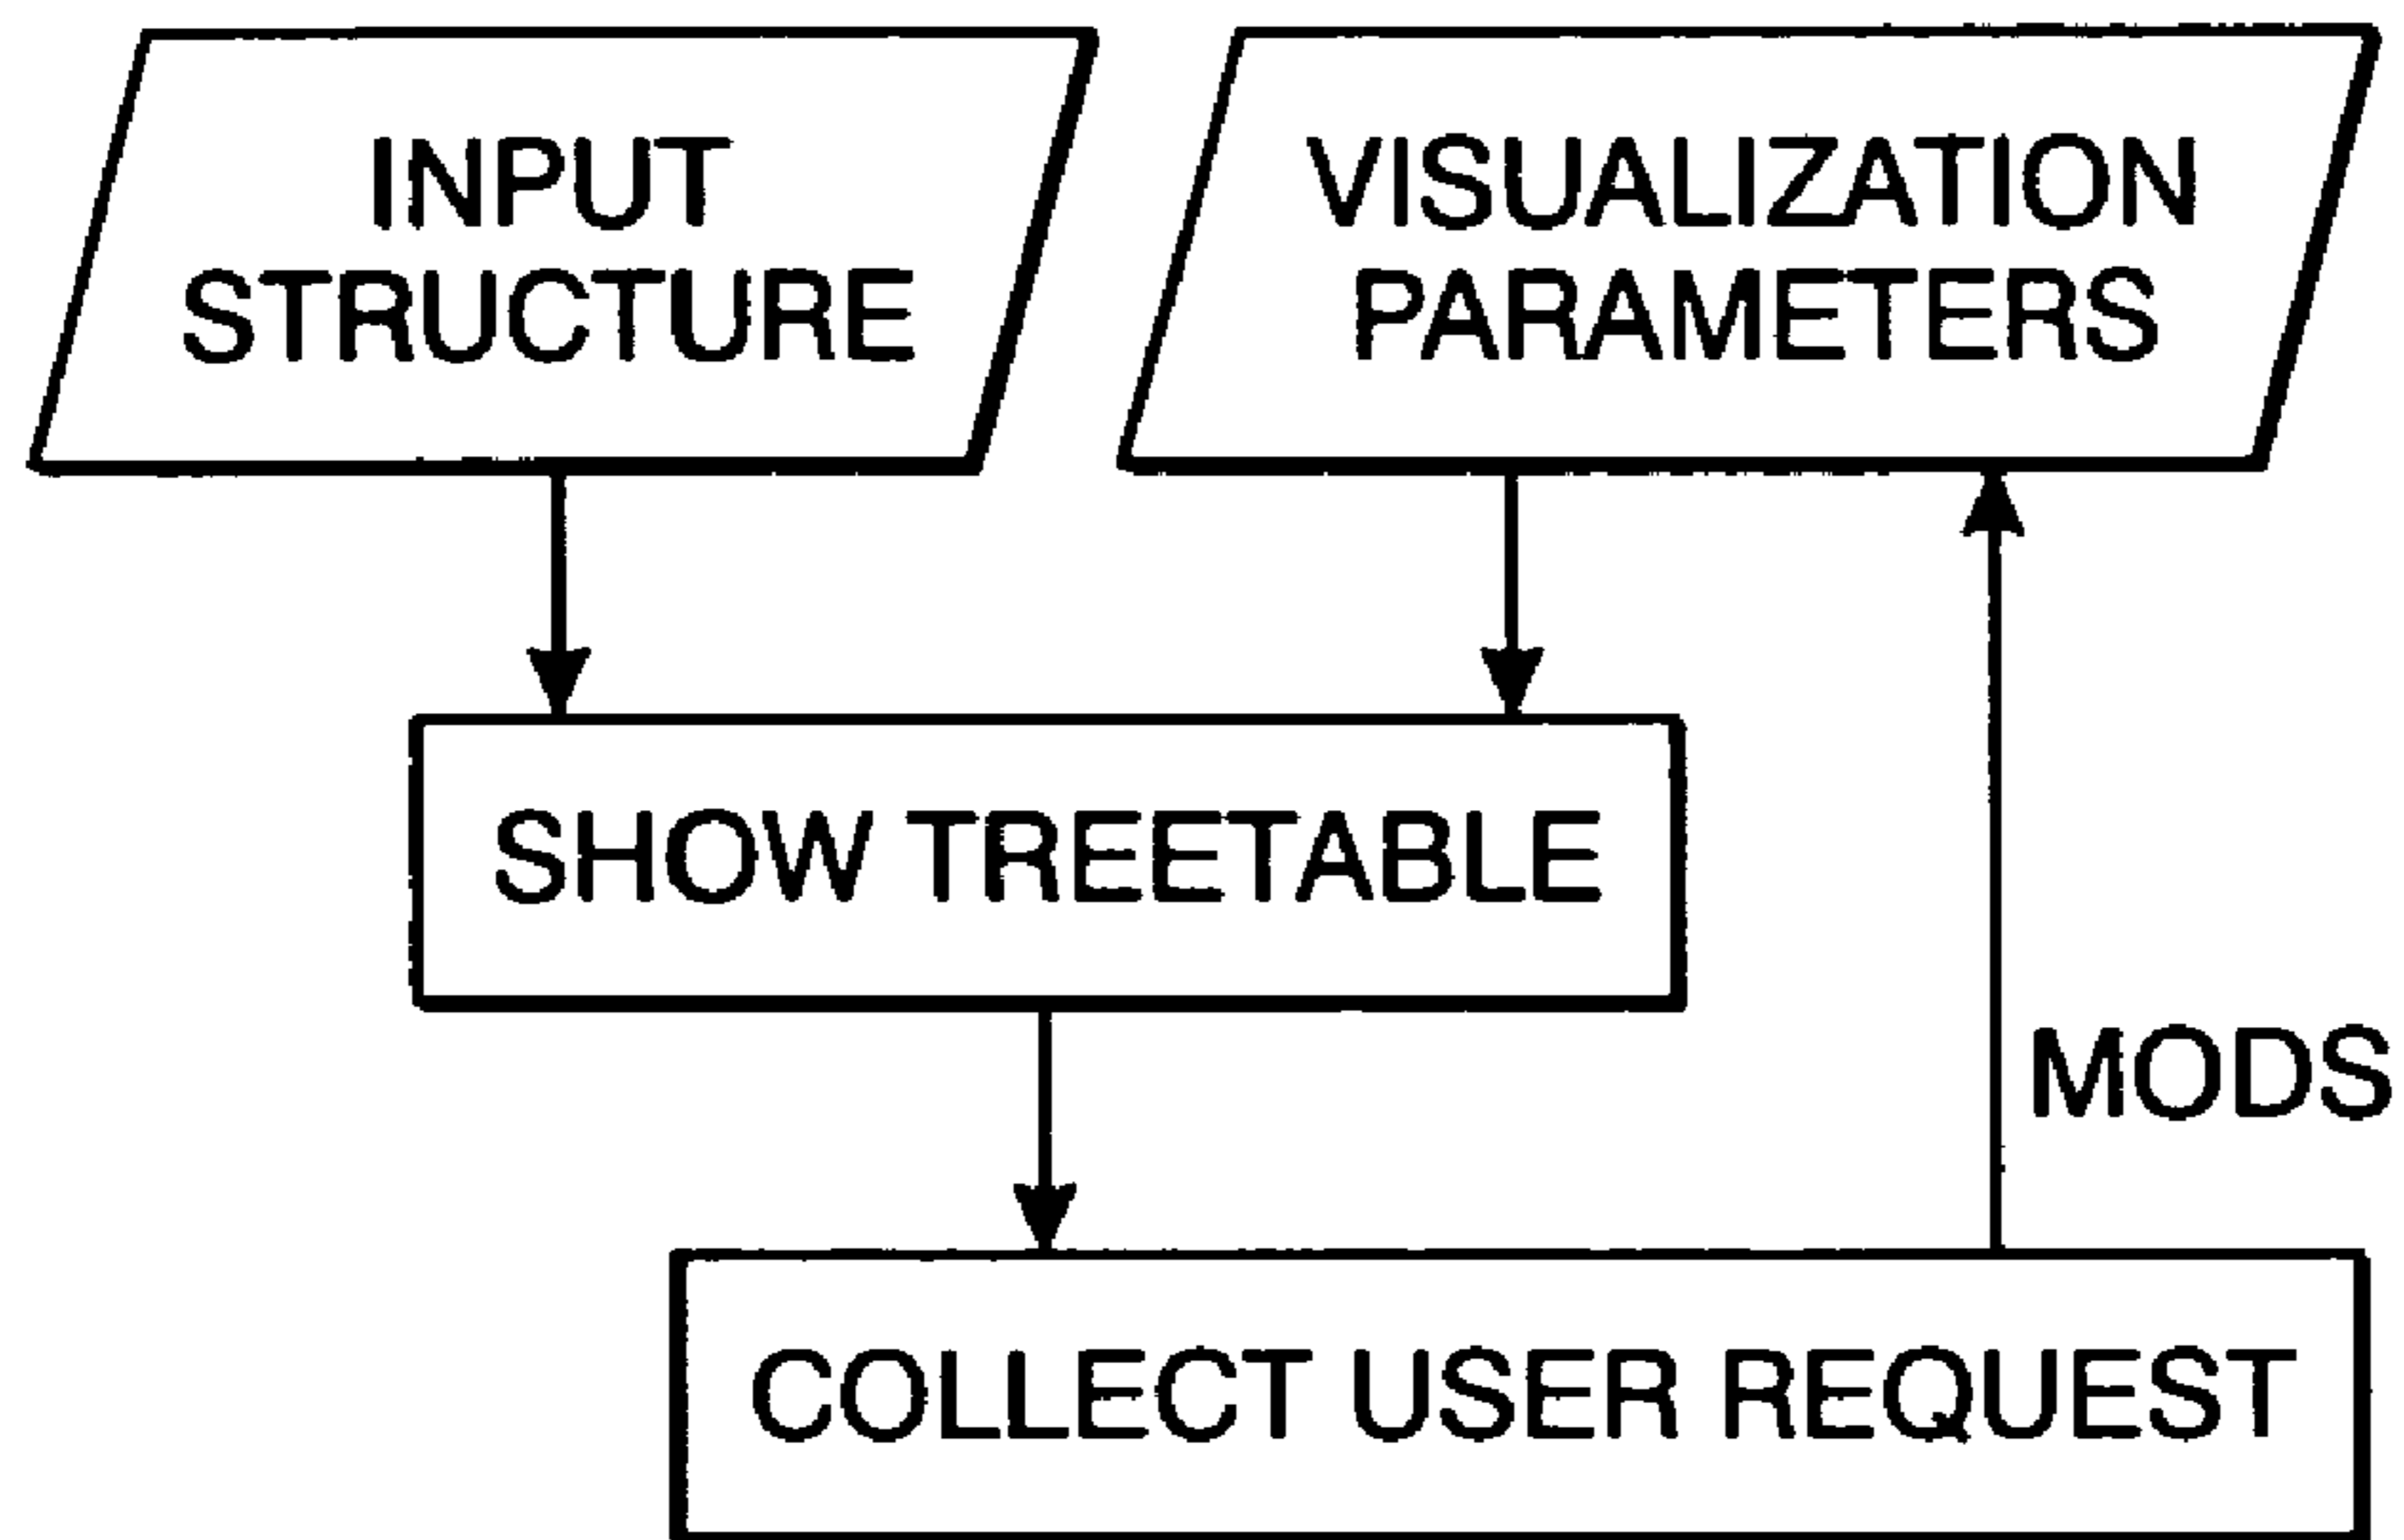 INPUT
STRUCTURE
VISUALIZATION
PARAMETERS
SHOW TREETABLE
MODS
COLLECT USER REQUEST